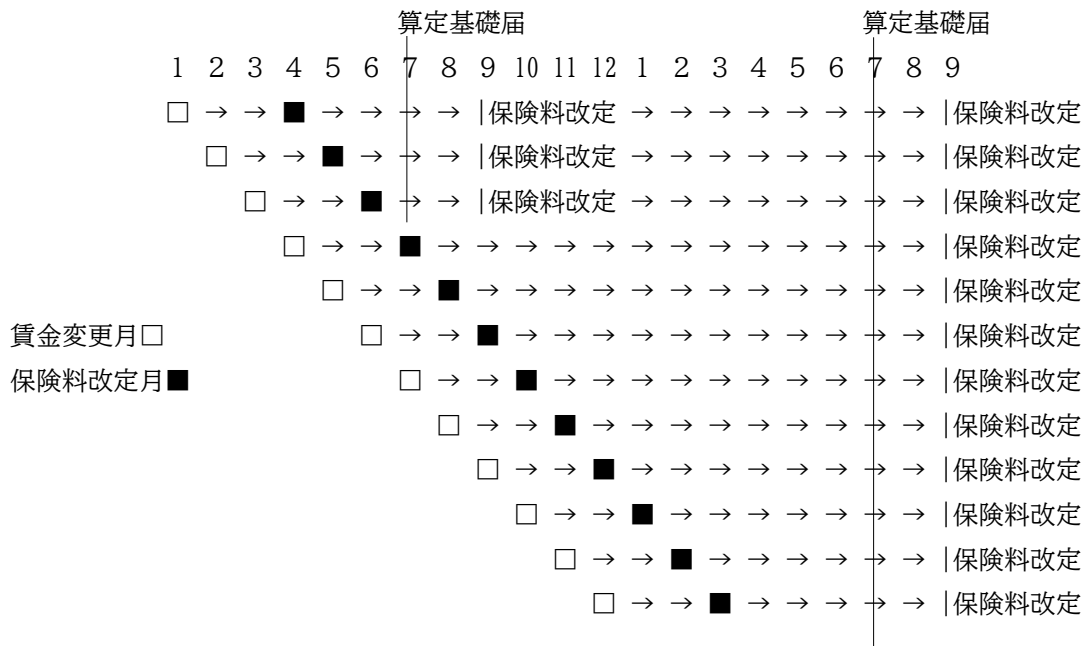 算定基礎届 算定基礎届
1 2 3 4 5 6 7 8 9 10 11 12 1 2 3 4 5 6 7 8 9
□ → → ■ → → → → |保険料改定 → → → → → → → → |保険料改定
□ → → ■ → → → |保険料改定 → → → → → → → → |保険料改定
□ → → ■ → → |保険料改定 → → → → → → → → |保険料改定
□ → → ■ → → → → → → → → → → → → → |保険料改定
□ → → ■ → → → → → → → → → → → → |保険料改定
賃金変更月□ □ → → ■ → → → → → → → → → → → |保険料改定
保険料改定月■ □ → → ■ → → → → → → → → → → |保険料改定
□ → → ■ → → → → → → → → → |保険料改定
□ → → ■ → → → → → → → → |保険料改定
□ → → ■ → → → → → → → |保険料改定
□ → → ■ → → → → → → |保険料改定
□ → → ■ → → → → → |保険料改定